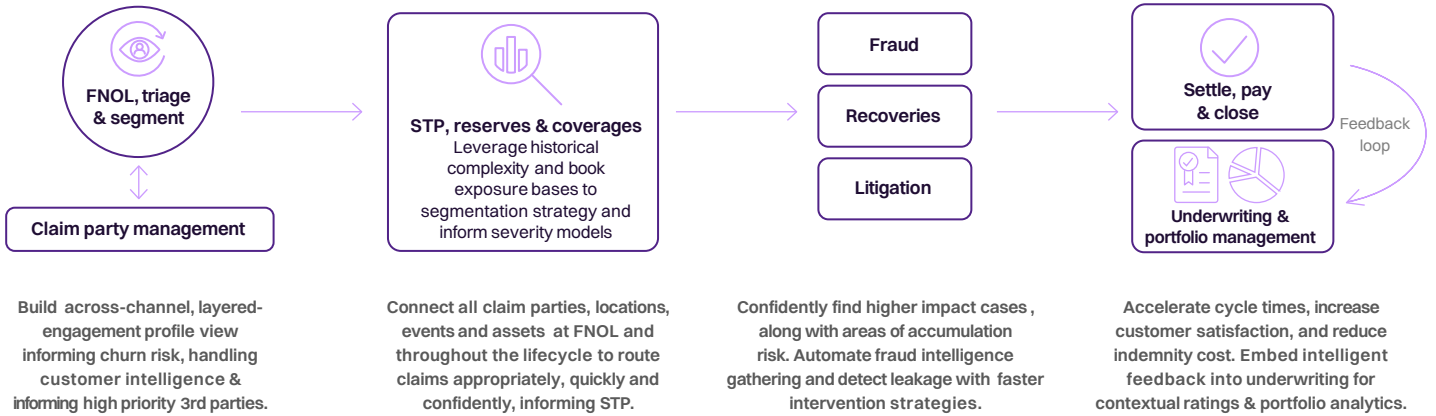 FNOL, triage
& segment
Claim party management
STP, reserves & coverages
Leverage historical
complexity and book
exposure bases to
segmentation strategy and
inform severity models
Fraud
Recoveries
Litigation
Settle, pay
& close
Feedback
loop
Underwriting &
portfolio management
Build across-channel, layered-
engagement profile view
informing churn risk, handling
customer intelligence &
informing high priority 3rd parties.
Connect all claim parties, locations,
events and assets at FNOL and
throughout the lifecycle to route
claims appropriately, quickly and
confidently, informing STP.
Confidently find higher impact cases ,
along with areas of accumulation
risk. Automate fraud intelligence
gathering and detect leakage with faster
intervention strategies.
Accelerate cycle times, increase
customer satisfaction, and reduce
indemnity cost. Embed intelligent
feedback into underwriting for
contextual ratings & portfolio analytics.